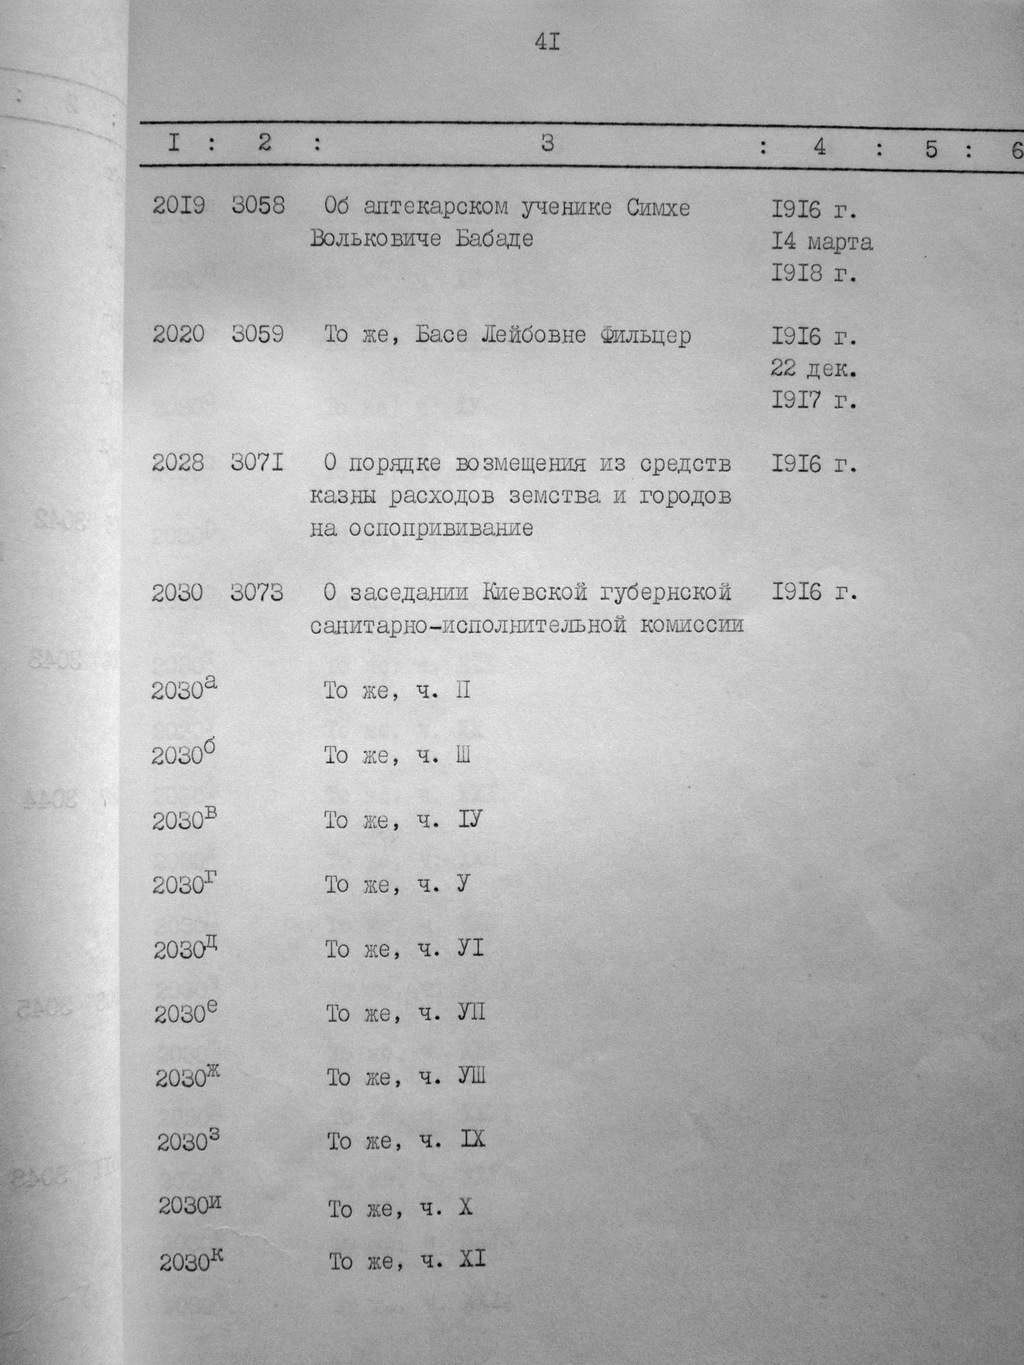 41
1 : 2 : 3 : 4 : 5 : 6
2019 3058 Об аптекарском ученике Симхе 1916 г.
Вольковиче Бабаде 14 марта
1918 г.
2020 3059 То же, Басе Лейбовне Фильцер 1916 г.
22 дек.
1917 г.
2028 3071 О порядке возмещения из средств 1916 г.
казны расходов земства и городов
на оспопрививание
2030 3073 О заседании Киевской губернской 1916 г.
санитарно-исполнительной комиссии
2030а То же, ч. П
2030б То же, ч. Ш
2030в То же, ч. IУ
2030г То же, ч. У
2030д То же, ч. УI
2030е То же, ч. УП
2030ж То же, ч. УШ
2030з То же, ч. IX
2030и То же, ч. X
2030к То же, ч. XI